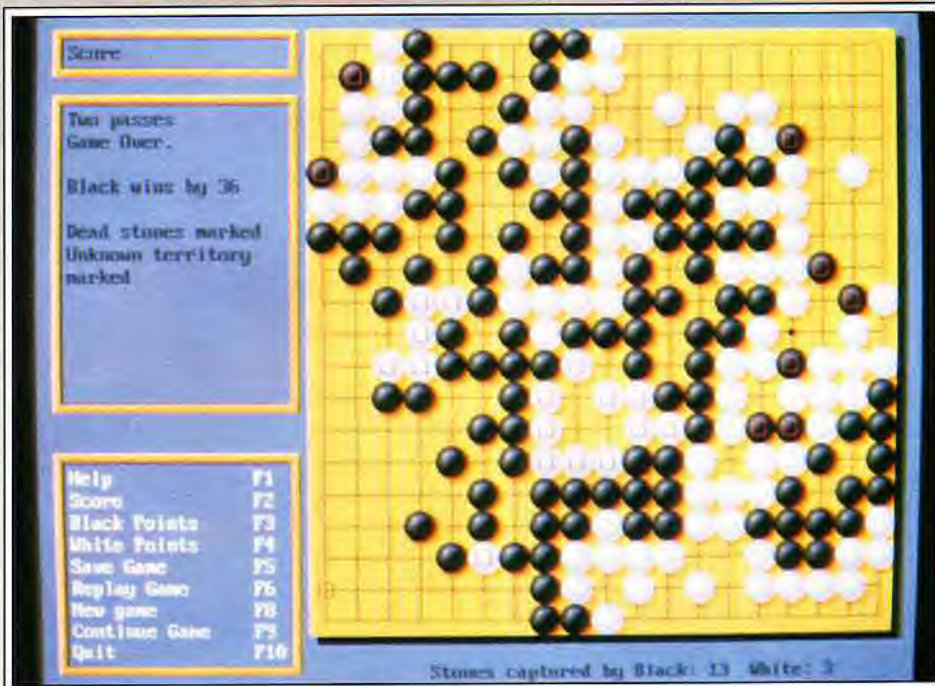 Score
Two passes
Game Over.
Black wins by 36
Dead stones marked
Unknown territory
marked
Help F1
Score F2
Black Points F3
White Points F4
Save Game F5
Replay Game F6
New game F8
Continue Game F9
Quit F10
Stones captured by Black: 13 White: 3